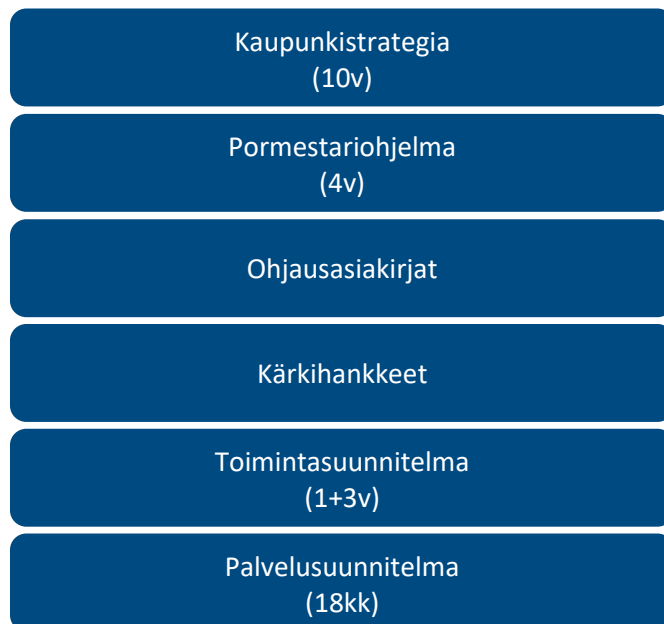 Kaupunkistrategia
(10v)
Pormestariohjelma
(4v)
Ohjausasiakirjat
Kärkihankkeet
Toimintasuunnitelma
(1+3v)
Palvelusuunnitelma
(18kk)